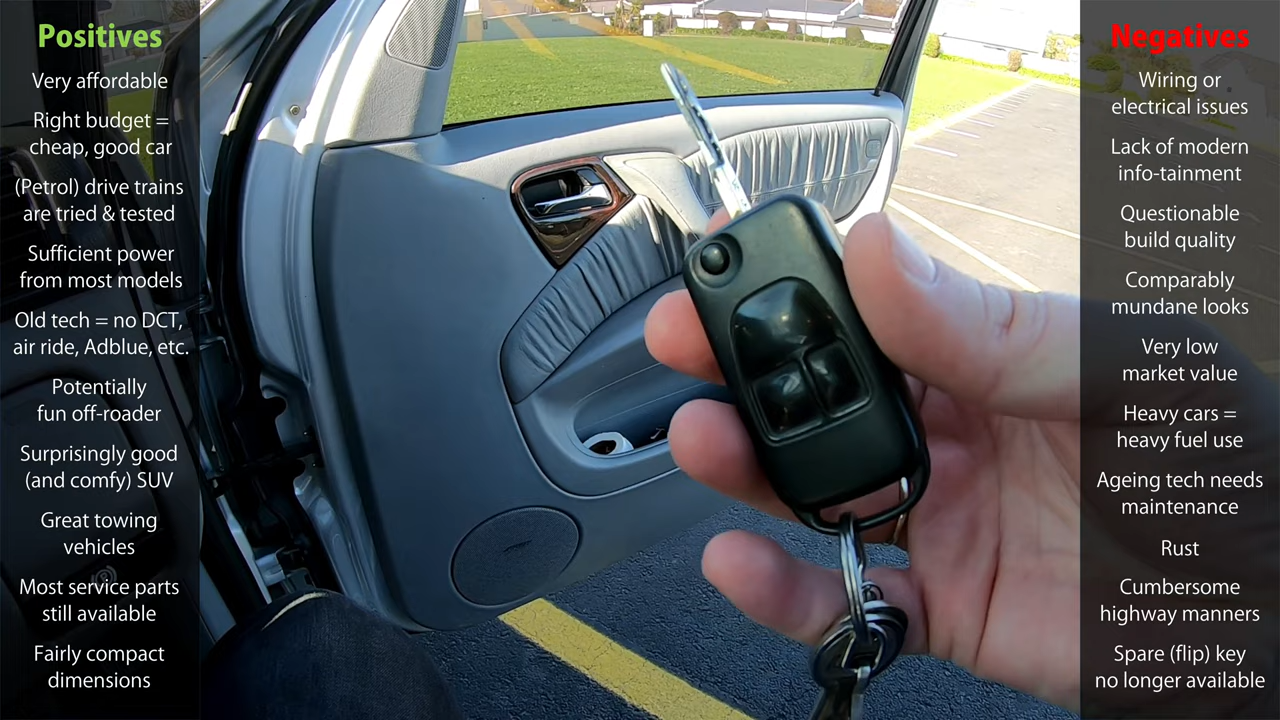 Positives
Very affordable
Right budget =
cheap, good car
(Petrol) drive trains
are tried & tested
Sufficient power
from most models
Old tech = no DCT,
air ride, Adblue, etc.
Potentially
fun off-roader
Surprisingly good
(and comfy) SUV
Great towing
vehicles
Most service parts
still available
Fairly compact
dimensions
Negatives
Wiring or
electrical issues
Lack of modern
info-tainment
Questionable
build quality
Comparably
mundane looks
Very low
market value
Heavy cars =
heavy fuel use
Ageing tech needs
maintenance
Rust
Cumbersome
highway manners
Spare (flip) key
no longer available